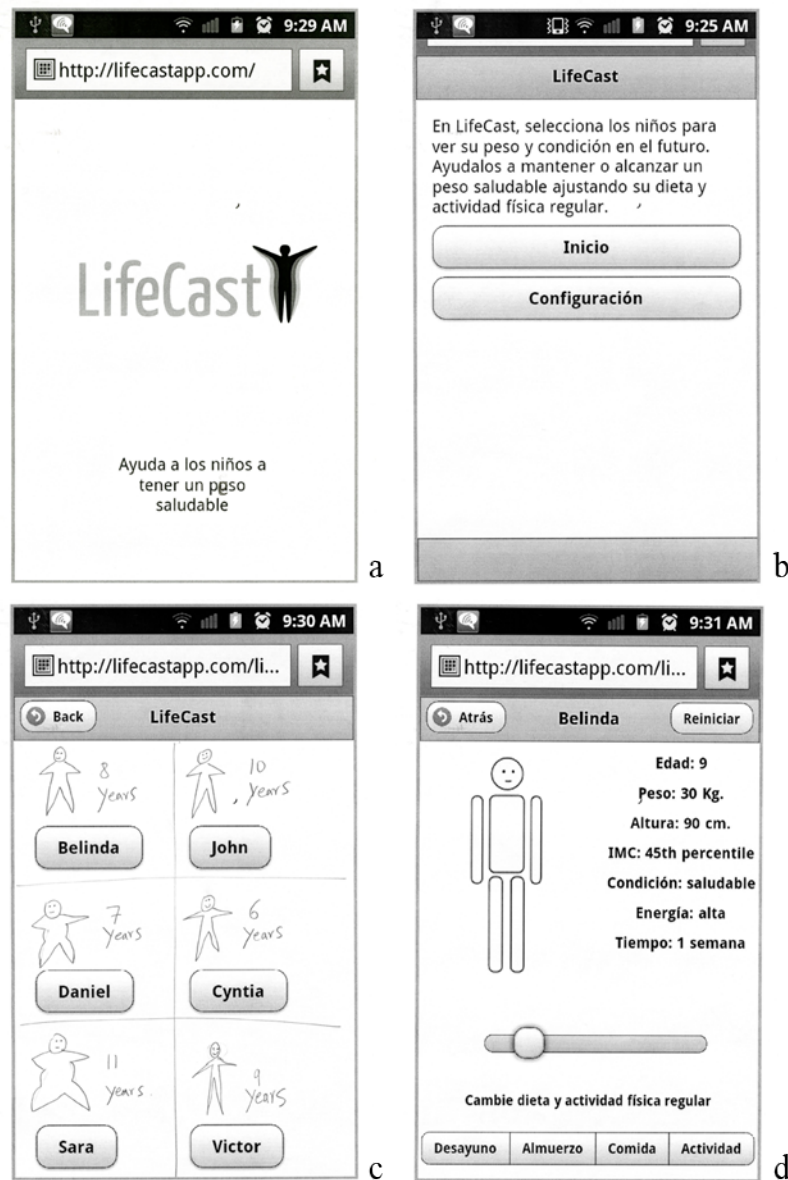 9:29 AM
http://lifecastapp.com/
LifeCast
Ayuda a los niños a
tener un peso
saludable
a
9:25 AM
LifeCast
En LifeCast, selecciona los niños para
ver su peso y condición en el futuro.
Ayudalos a mantener o alcanzar un
peso saludable ajustando su dieta y
actividad física regular.
Inicio
Configuración
b
9:30 AM
http://lifecastapp.com/li...
Back
LifeCast
8
years
Belinda
10
years
John
7
years
Daniel
6
years
Cyntia
11
years
Sara
9
years
Victor
c
9:31 AM
http://lifecastapp.com/li...
Atrás
Belinda
Reiniciar
Edad: 9
Peso: 30 Kg.
Altura: 90 cm.
IMC: 45th percentile
Condición: saludable
Energía: alta
Tiempo: 1 semana
Cambie dieta y actividad física regular
Desayuno
Almuerzo
Comida
Actividad
d